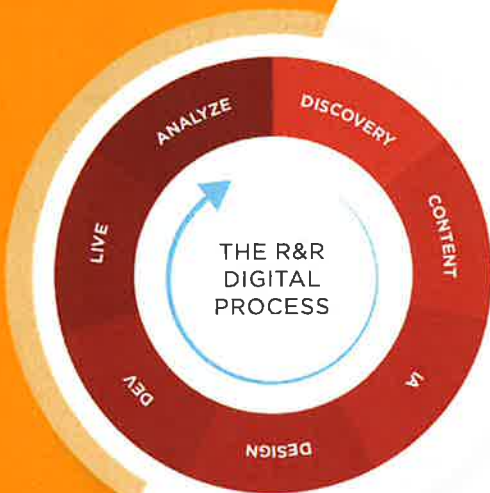 THE R&R
DIGITAL
PROCESS
DISCOVERY
CONTENT
IA
DESIGN
DEV
LIVE
ANALYZE